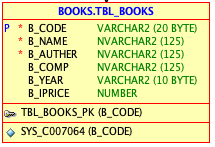 BOOKS.TBL_BOOKS
P * B_CODE VARCHAR2 (20 BYTE)
* B_NAME NVARCHAR2 (125)
* B_AUTHER NVARCHAR2 (125)
B_COMP NVARCHAR2 (125)
B_YEAR VARCHAR2 (10 BYTE)
B_IPRICE NUMBER
TBL_BOOKS_PK (B_CODE)
SYS_C007064 (B_CODE)